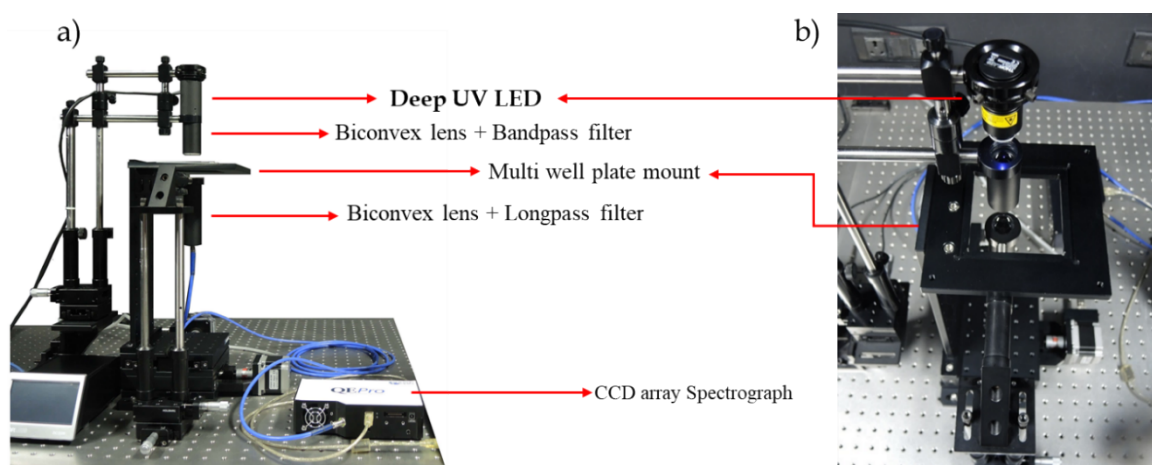 a)
b)
Deep UV LED
Biconvex lens + Bandpass filter
Multi well plate mount
Biconvex lens + Longpass filter
QEPro
CCD array Spectrograph